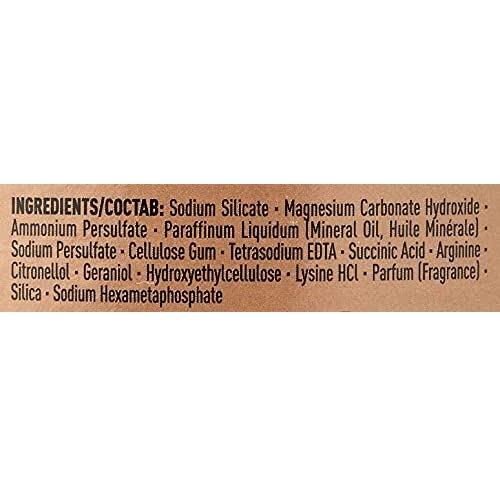 INGREDIENTS/СОСТАВ: Sodium Silicate · Magnesium Carbonate Hydroxide ·
Ammonium Persulfate · Paraffinum Liquidum (Mineral Oil, Huile Minérale) ·
Sodium Persulfate · Cellulose Gum · Tetrasodium EDTA · Succinic Acid · Arginine ·
Citronellol · Geraniol · Hydroxyethylcellulose · Lysine HCl · Parfum (Fragrance) ·
Silica · Sodium Hexametaphosphate